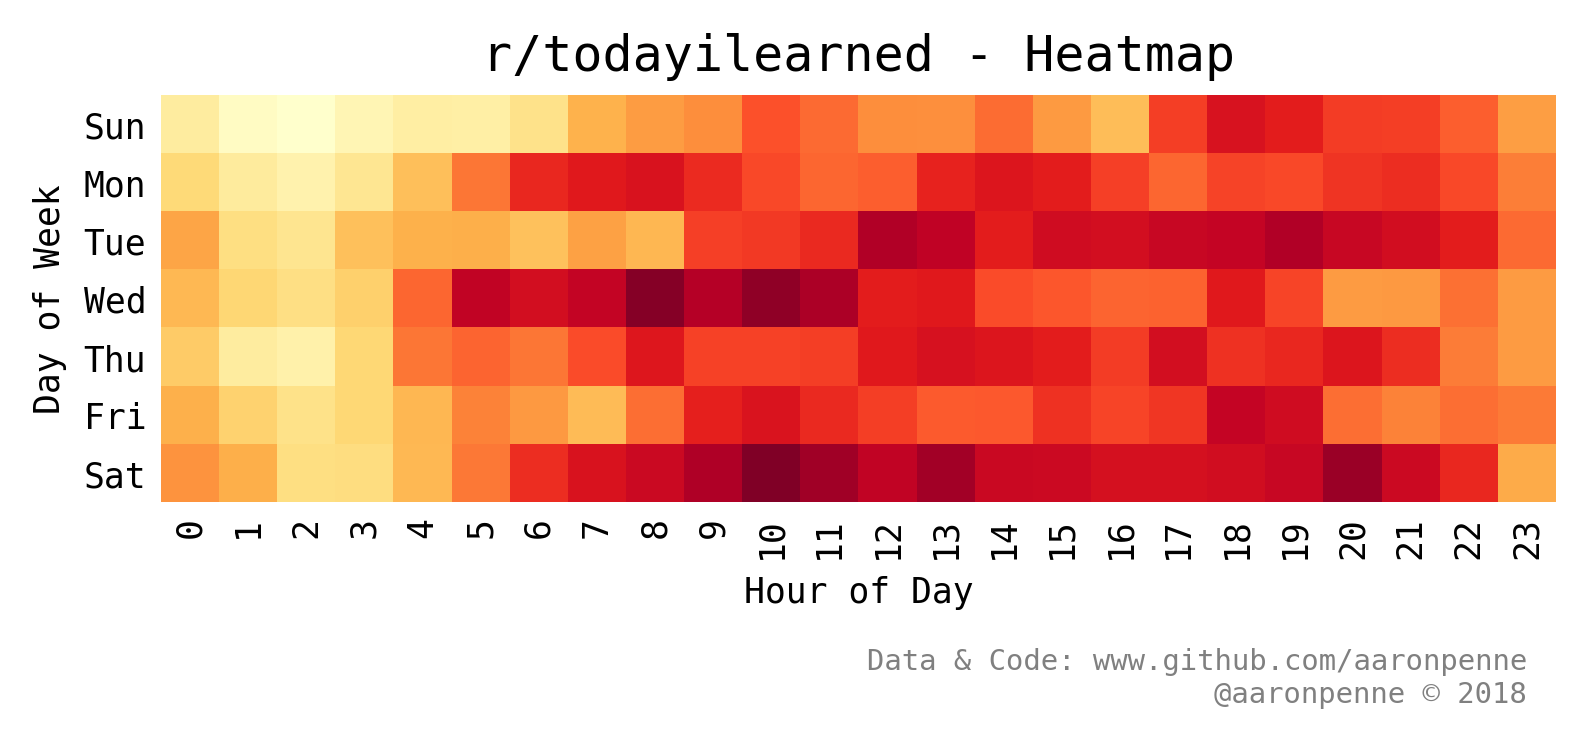 r/todayilearned - Heatmap
Day of Week
Sun
Mon
Tue
Wed
Thu
Fri
Sat
0 1 2 3 4 5 6 7 8 9 10 11 12 13 14 15 16 17 18 19 20 21 22 23
Hour of Day
Data & Code: www.github.com/aaronpenne
@aaronpenne © 2018